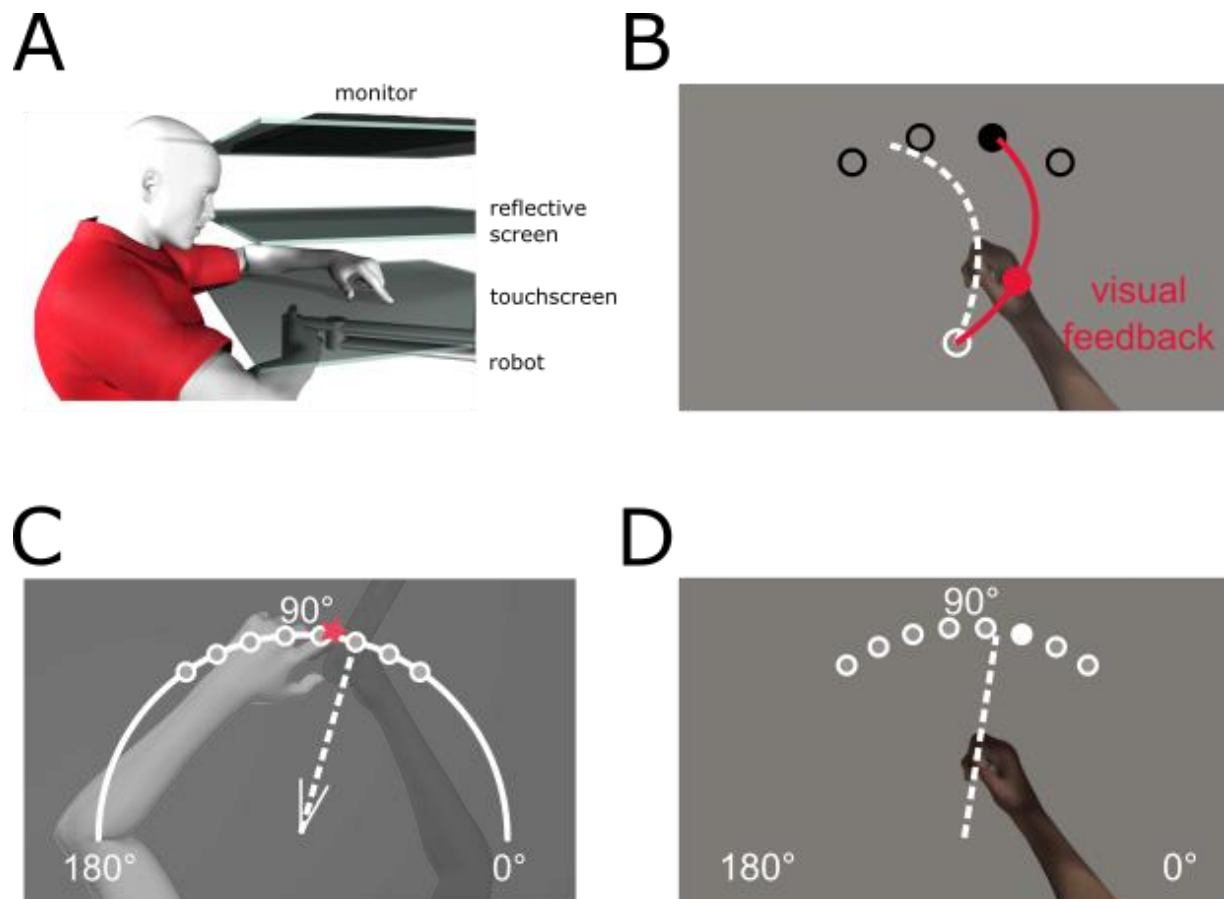 A
monitor
reflective
screen
touchscreen
robot
B
visual
feedback
C
90°
180°
0°
D
90°
180°
0°